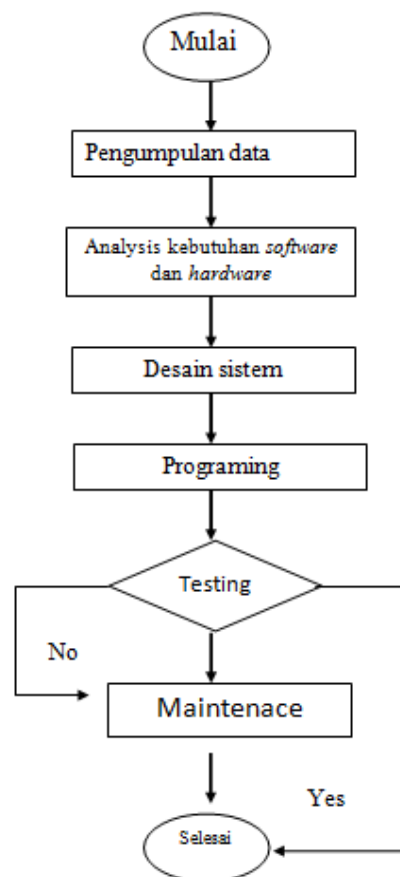 Mulai
Pengumpulan data
Analysis kebutuhan software
dan hardware
Desain sistem
Programing
Testing
No
Maintenace
Yes
Selesai